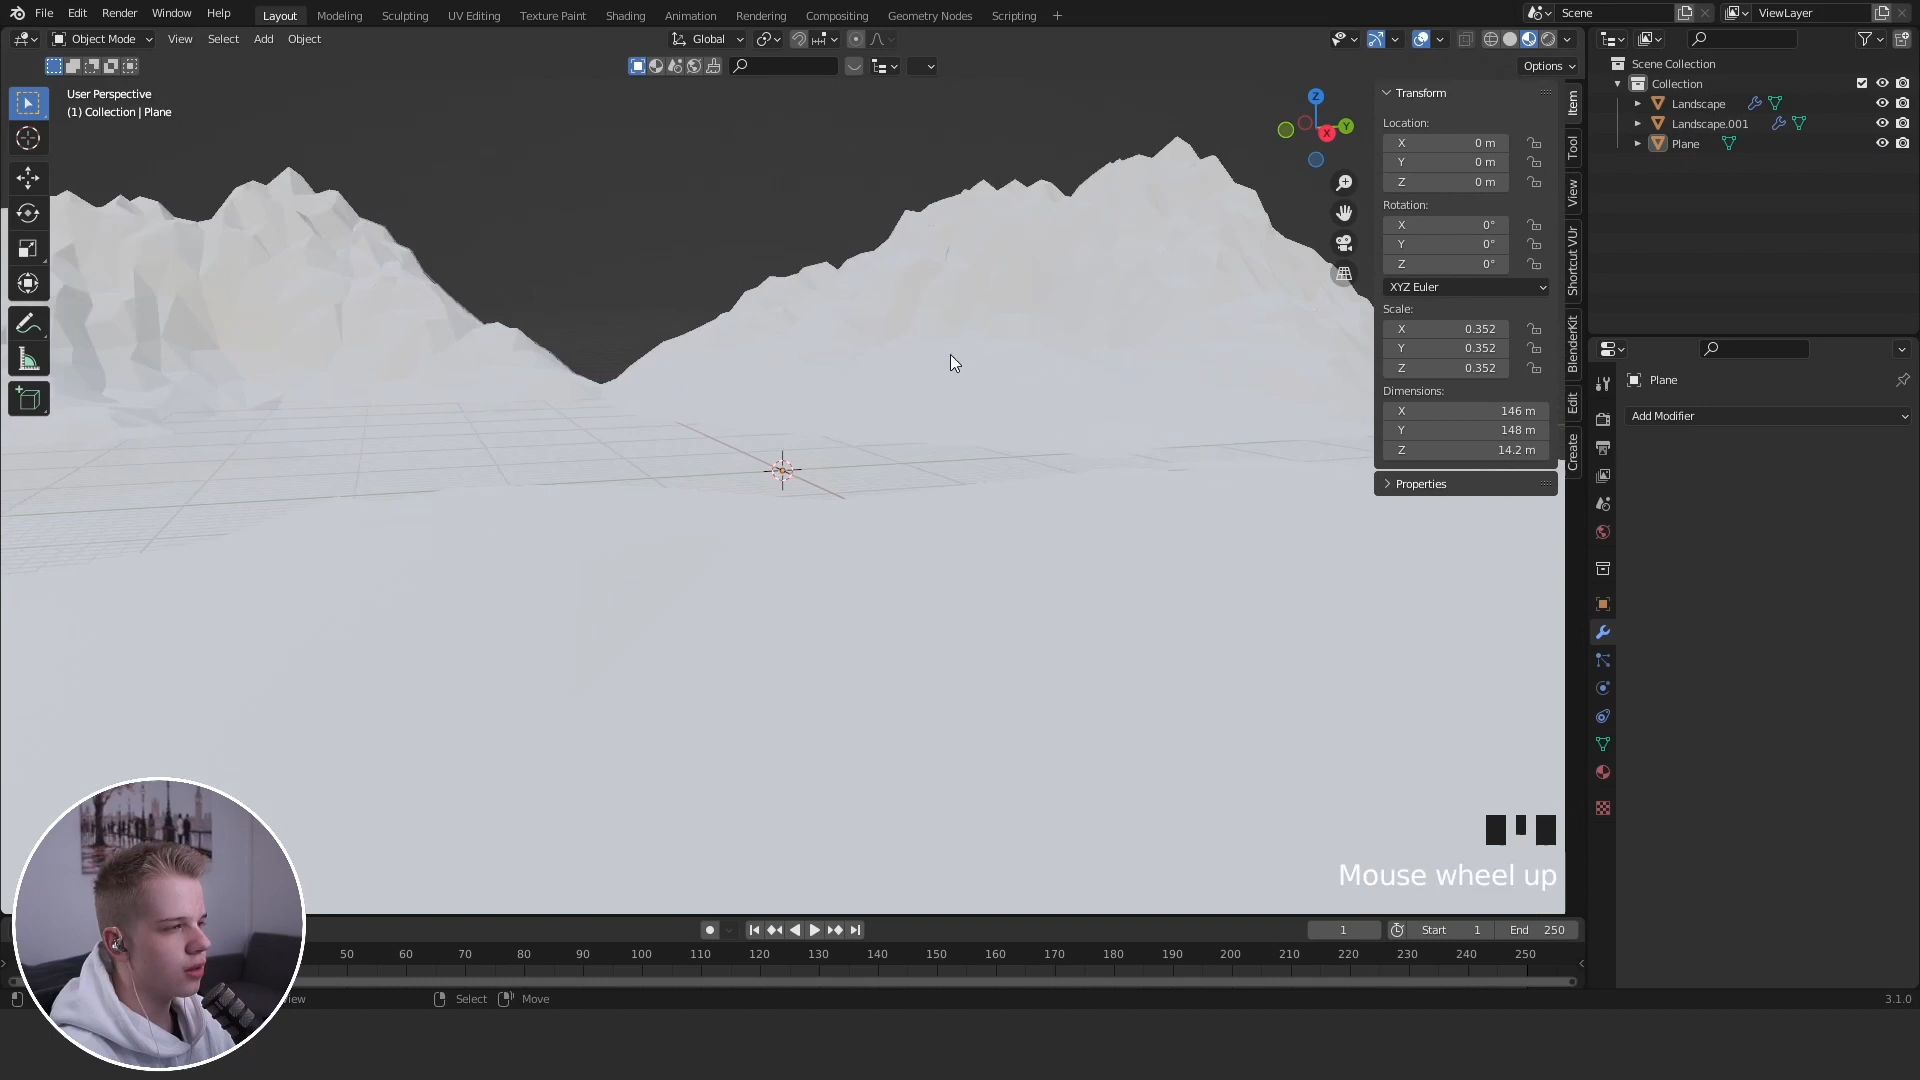 File Edit Render Window Help Layout Modeling Sculpting UV Editing Texture Paint Shading Animation Rendering Compositing Geometry Nodes Scripting + Scene ViewLayer
Object Mode View Select Add Object Global
Options
User Perspective
(1) Collection | Plane
Z
Y
X
Transform
Location:
X 0 m
Y 0 m
Z 0 m
Rotation:
X 0°
Y 0°
Z 0°
XYZ Euler
Scale:
X 0.352
Y 0.352
Z 0.352
Dimensions:
X 146 m
Y 148 m
Z 14.2 m
Properties
Item
Tool
View
Shortcut VUr
BlenderKit
Edit
Create
Scene Collection
Collection
Landscape
Landscape.001
Plane
Plane
Add Modifier
Mouse wheel up
1 Start 1 End 250
50 60 70 80 90 100 110 120 130 140 150 160 170 180 190 200 210 220 230 240 250
Select Move 3.1.0